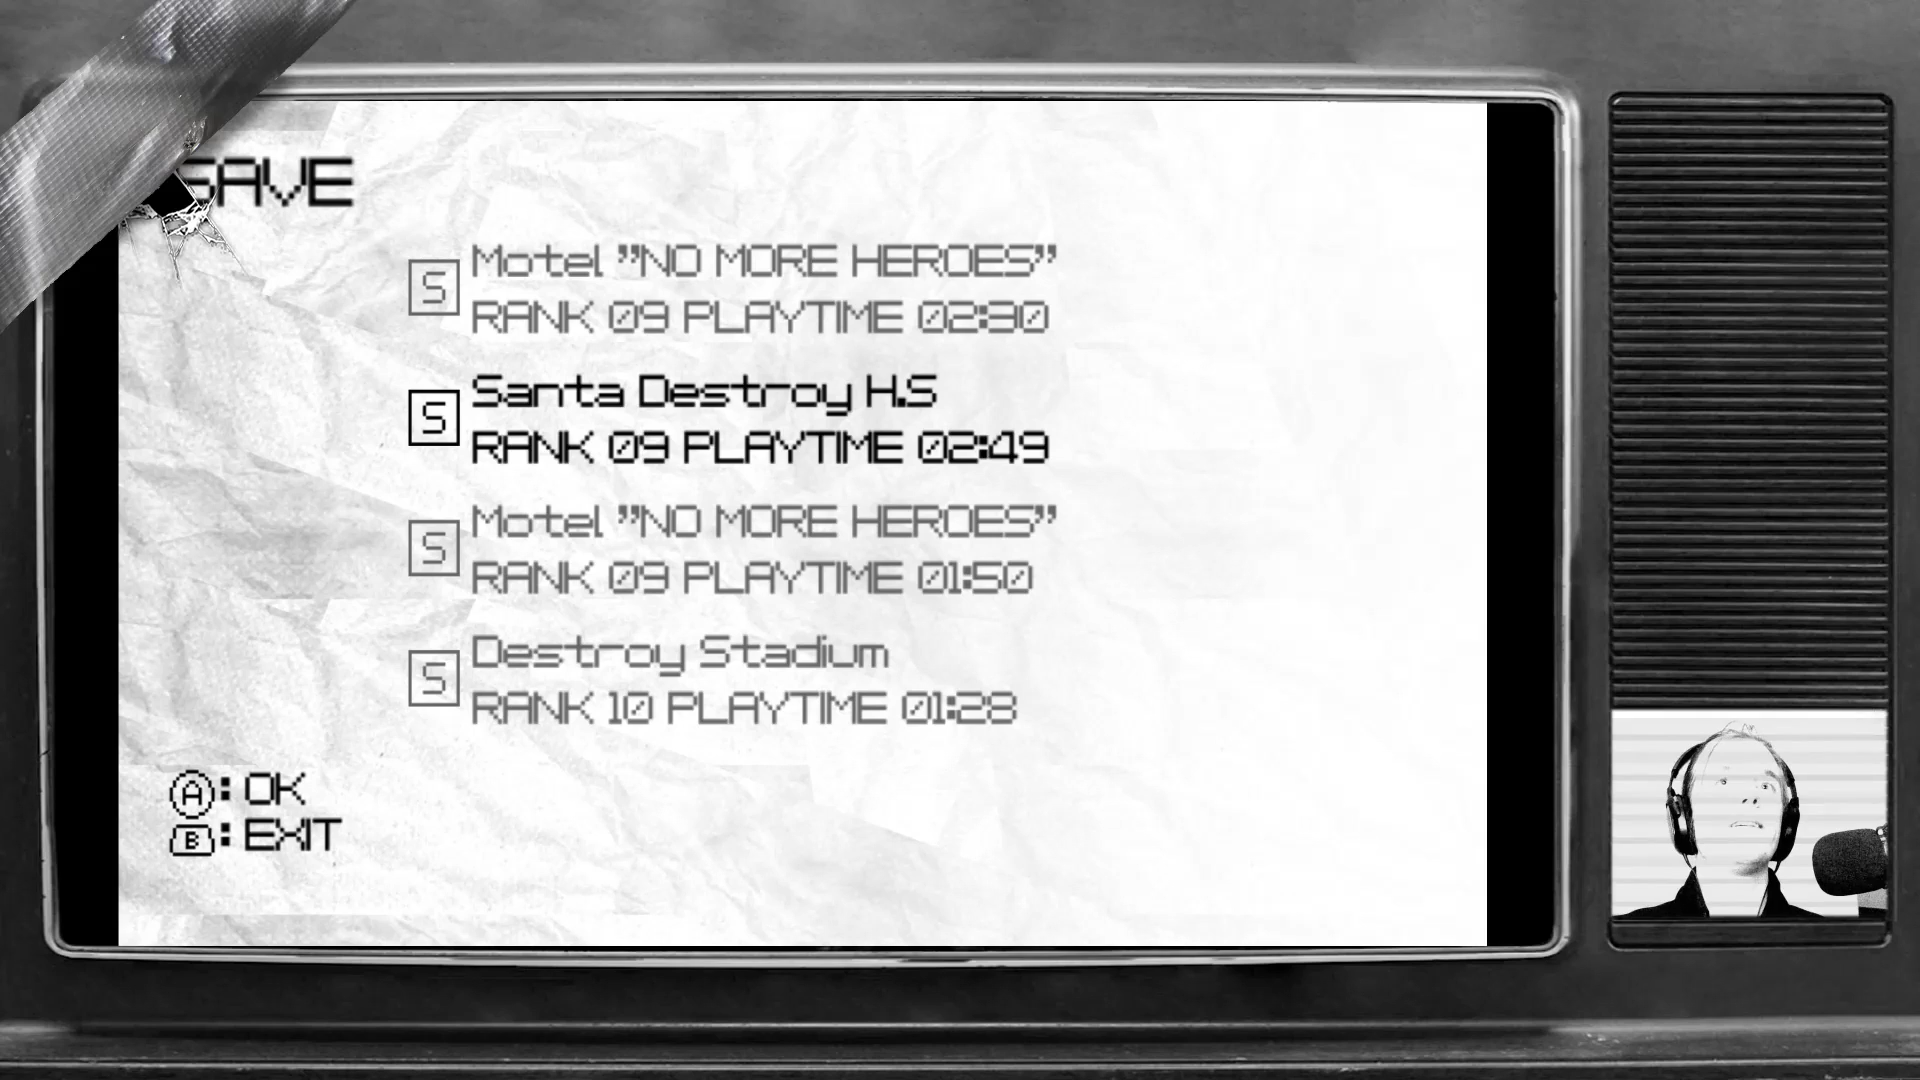 SAVE
S
Motel "NO MORE HEROES"
RANK 09 PLAYTIME 02:30
S
Santa Destroy H.S
RANK 09 PLAYTIME 02:49
S
Motel "NO MORE HEROES"
RANK 09 PLAYTIME 01:50
S
Destroy Stadium
RANK 10 PLAYTIME 01:28
A: OK
B: EXIT